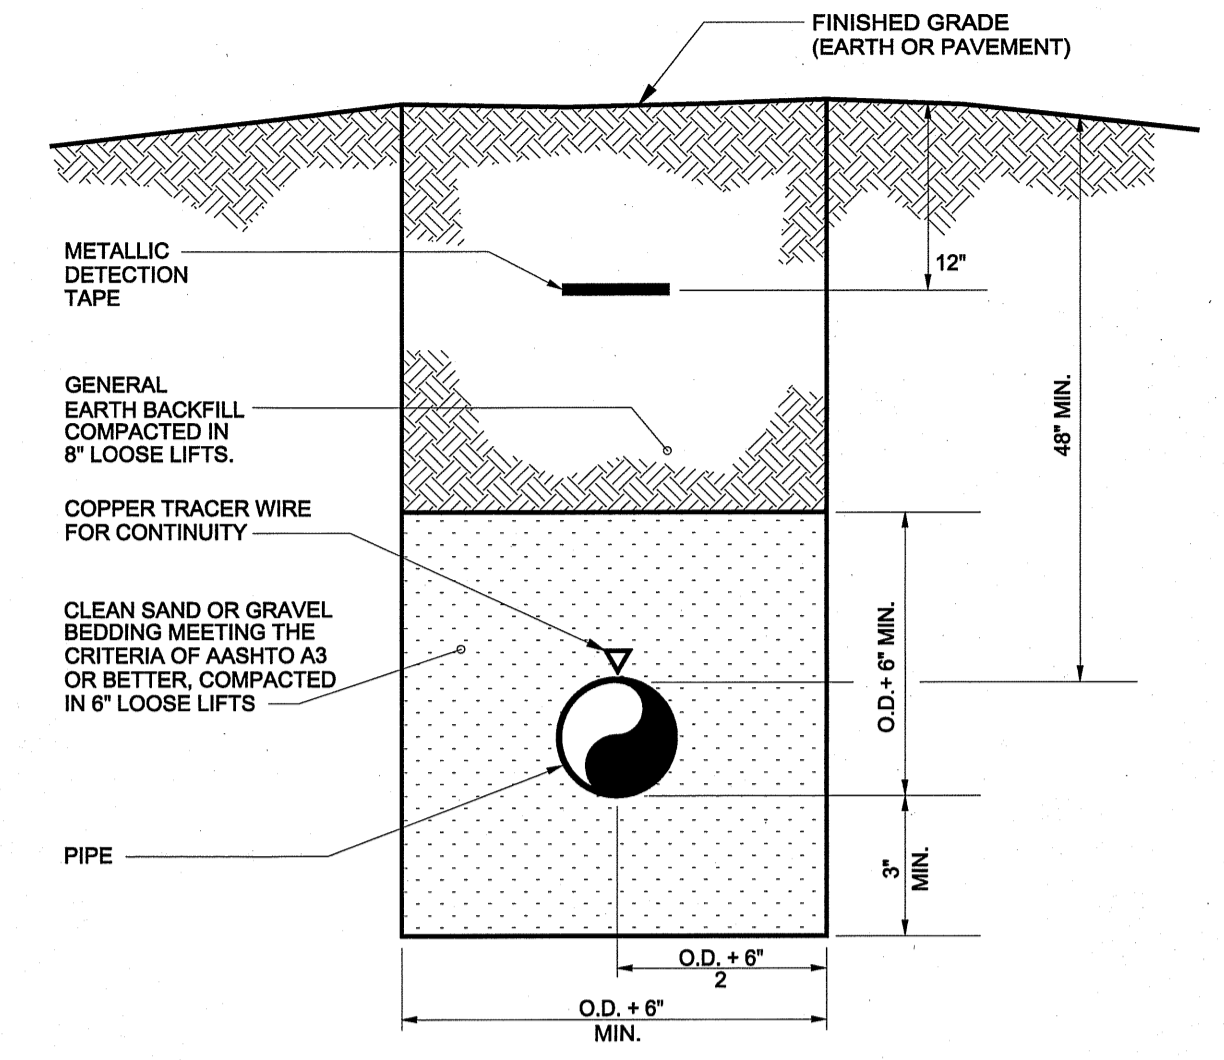 FINISHED GRADE
(EARTH OR PAVEMENT)
METALLIC
DETECTION
TAPE
12"
GENERAL
EARTH BACKFILL
COMPACTED IN
8" LOOSE LIFTS.
48" MIN.
COPPER TRACER WIRE
FOR CONTINUITY
CLEAN SAND OR GRAVEL
BEDDING MEETING THE
CRITERIA OF AASHTO A3
OR BETTER, COMPACTED
IN 6" LOOSE LIFTS
O.D.+ 6" MIN.
PIPE
3"
MIN.
O.D. + 6"
2
O.D. + 6"
MIN.